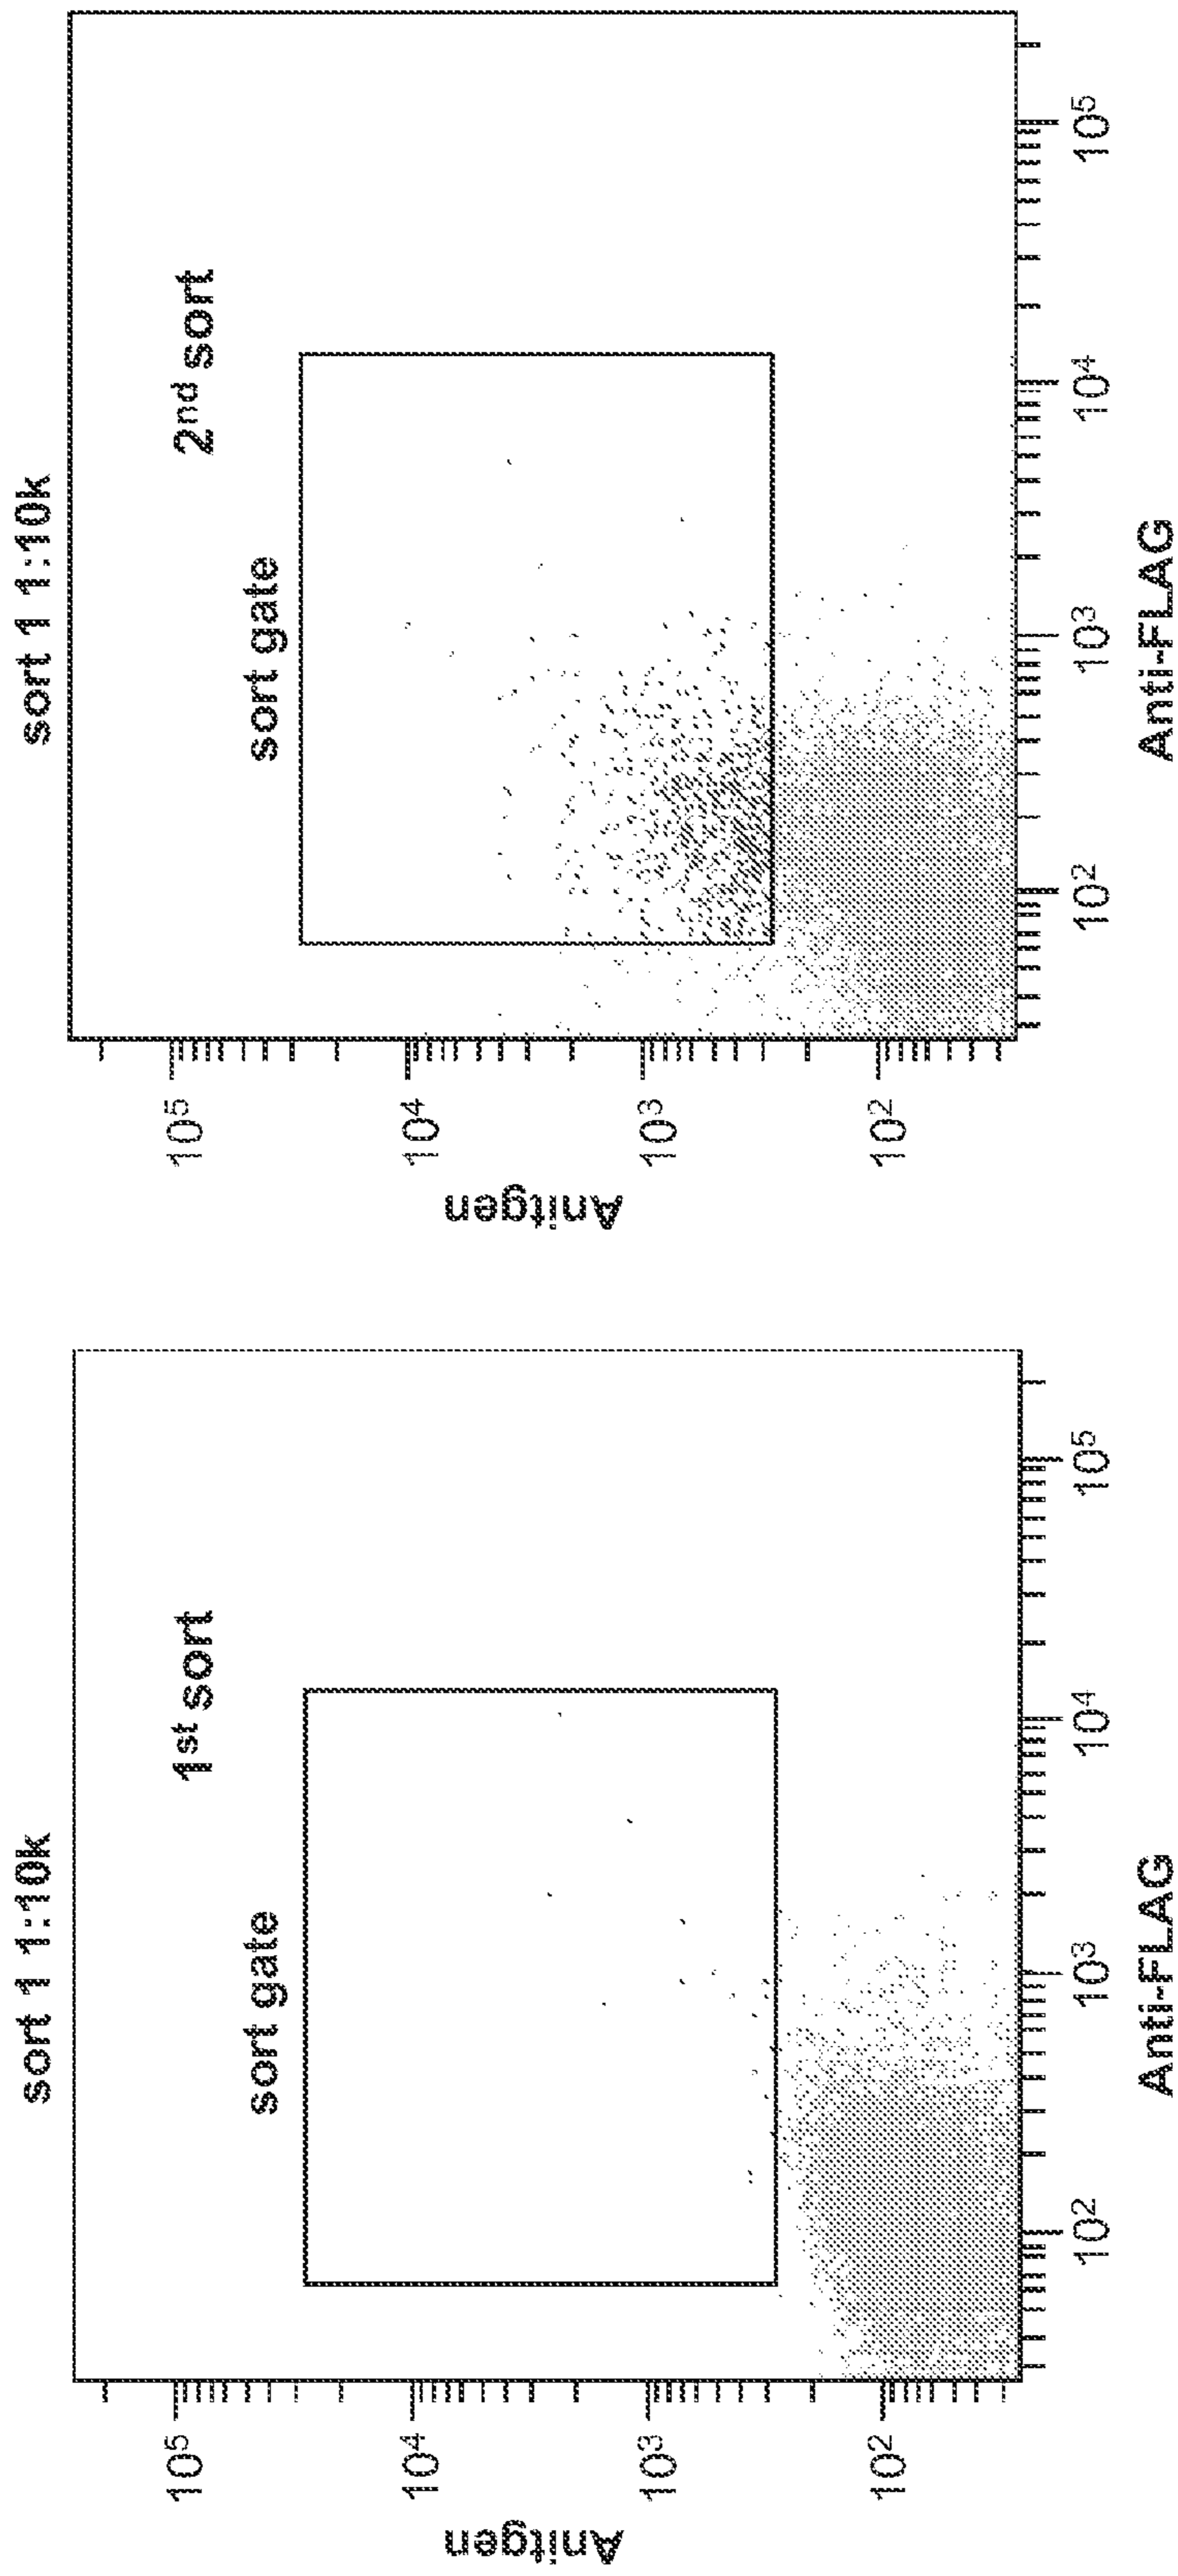 sort 1 1:10k
1st sort
sort gate
Anitgen
10⁵
10⁴
10³
10²
10²
10³
10⁴
10⁵
Anti-FLAG
sort 1 1:10k
2nd sort
sort gate
Anitgen
10⁵
10⁴
10³
10²
10²
10³
10⁴
10⁵
Anti-FLAG